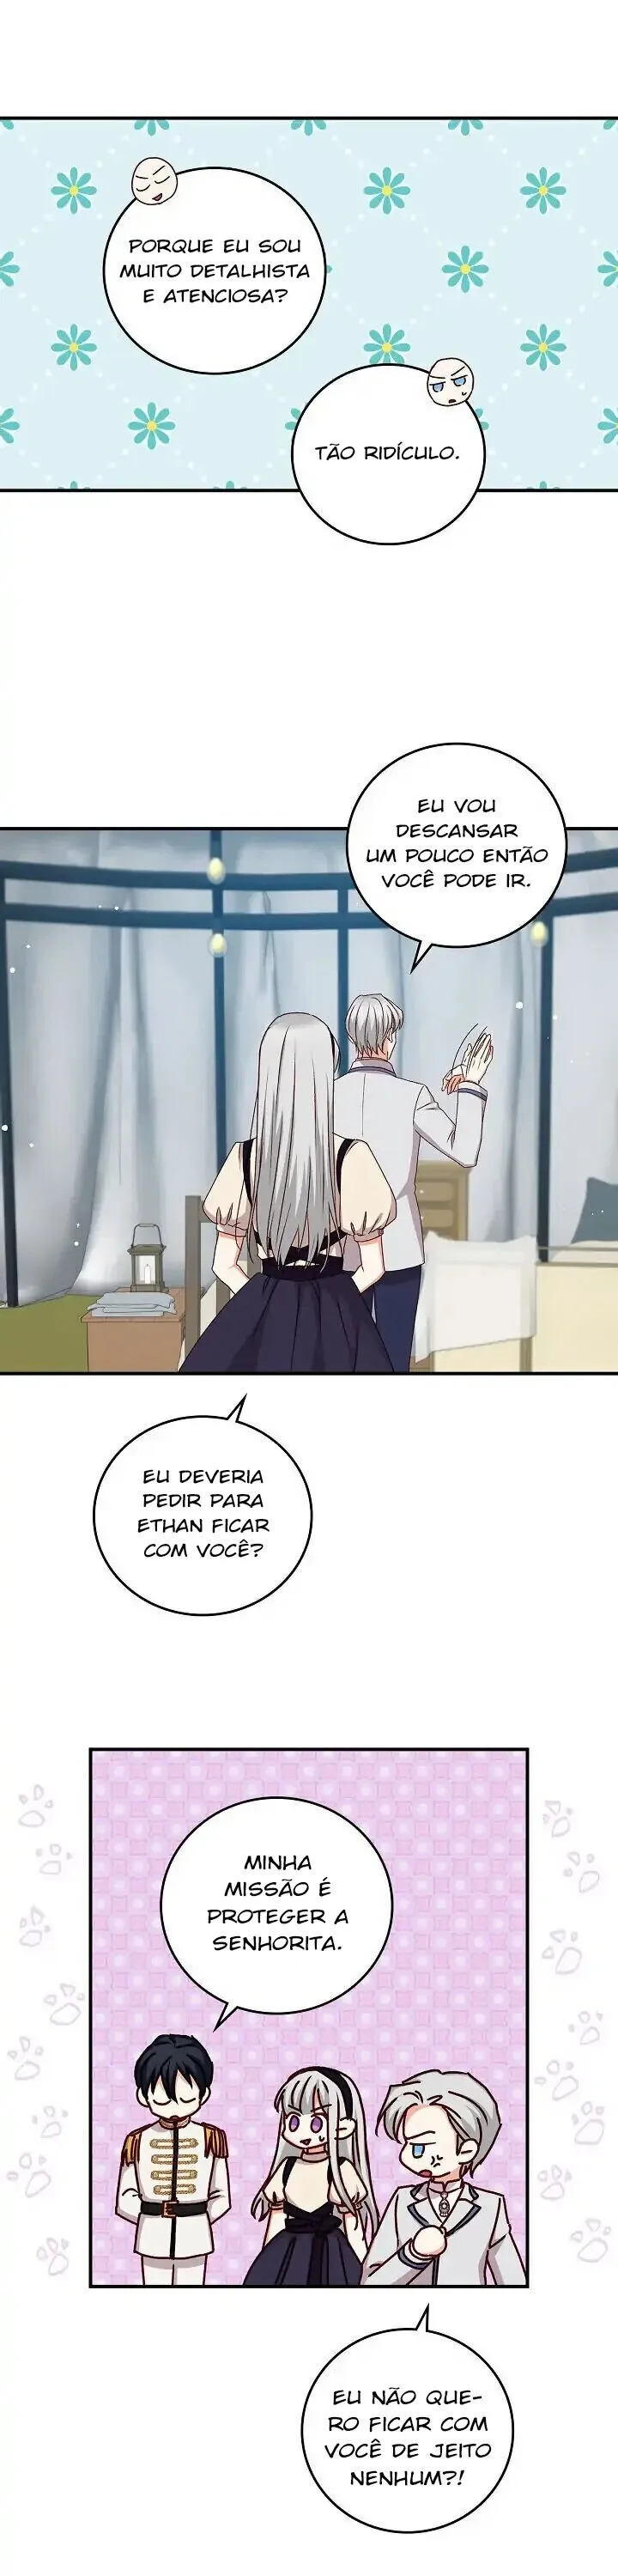 PORQUE EU SOU
MUITO DETALHISTA
E ATENCIOSA?
TÃO RIDÍCULO.
EU VOU
DESCANSAR
UM POUCO ENTÃO
VOCÊ PODE IR.
EU DEVERIA
PEDIR PARA
ETHAN FICAR
COM VOCÊ?
MINHA
MISSÃO É
PROTEGER A
SENHORITA.
EU NÃO QUE-
RO FICAR COM
VOCÊ DE JEITO
NENHUM?!